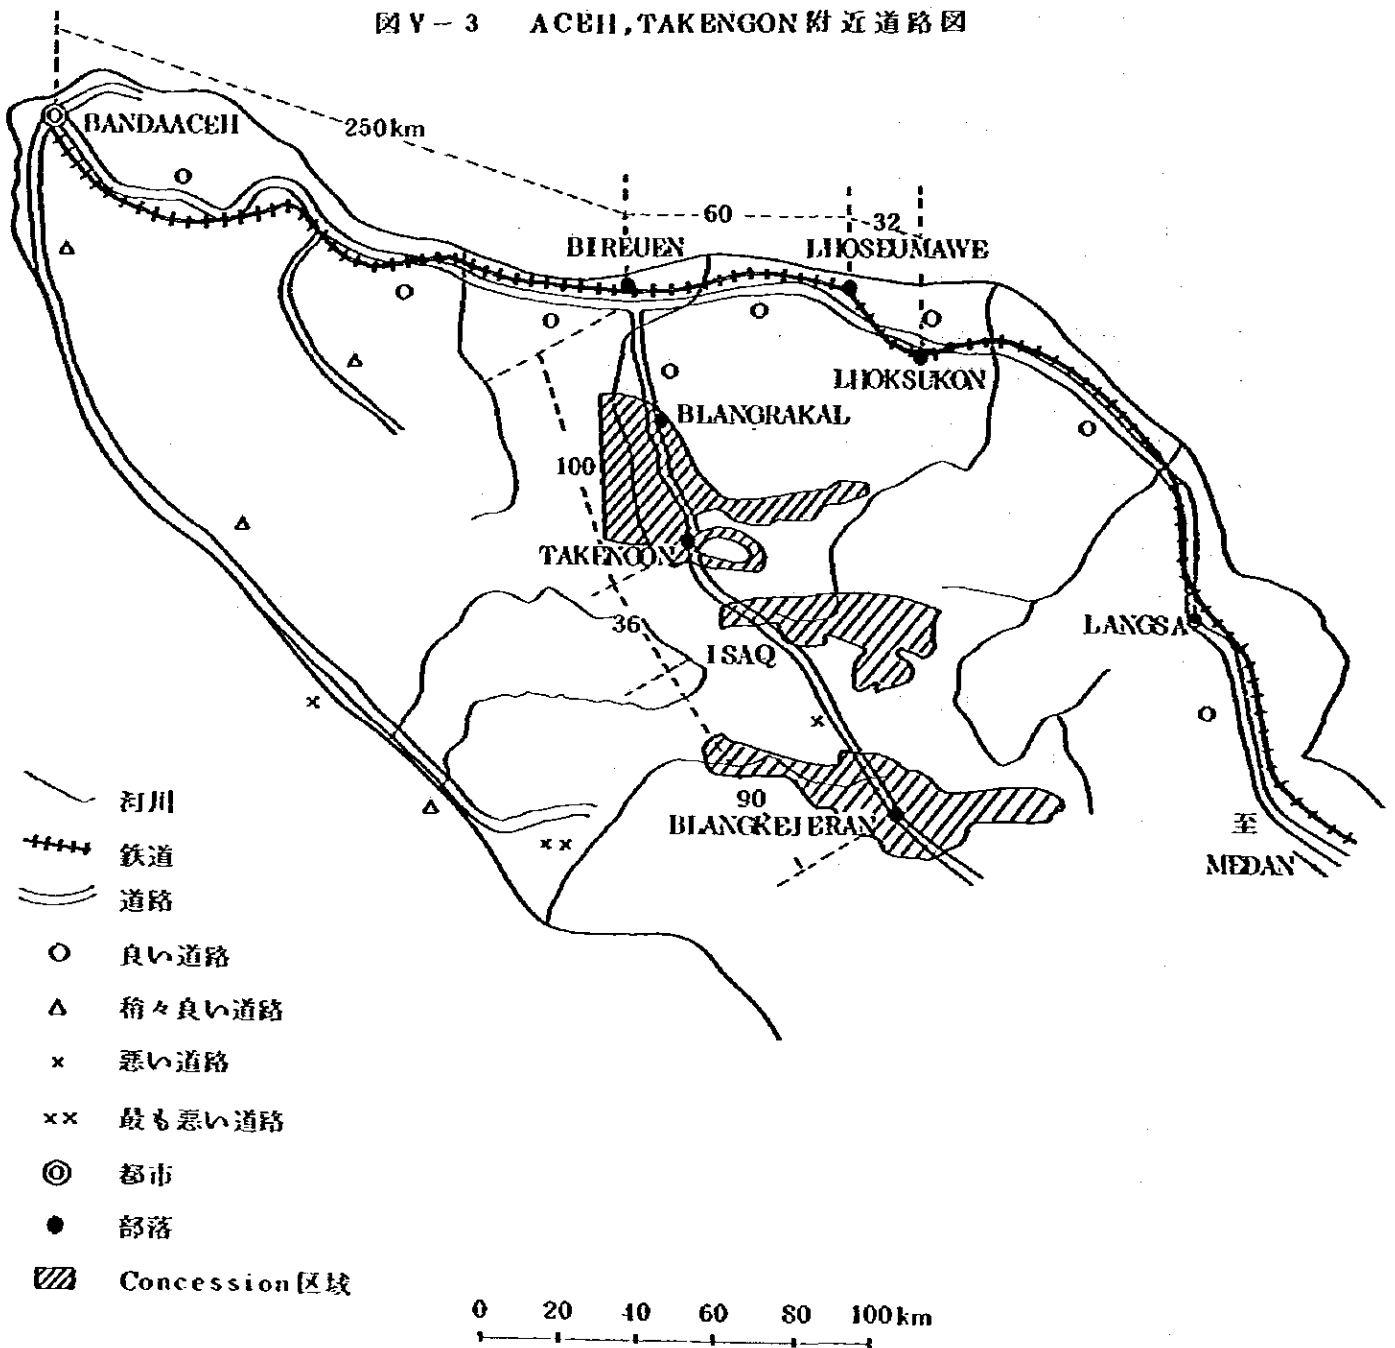 図V-3 ACEH,TAKENGON附近道路図
BANDAACEH
250km
60
32
BIREUEN
LHOSEUMAWE
LHOKSUKON
BLANGRAKAL
100
TAKENGON
36
ISAQ
LANGSA
90
BLANGKEJERAN
至
MEDAN
河川
鉄道
道路
良い道路
稍々良い道路
悪い道路
最も悪い道路
都市
部落
Concession区域
0 20 40 60 80 100km